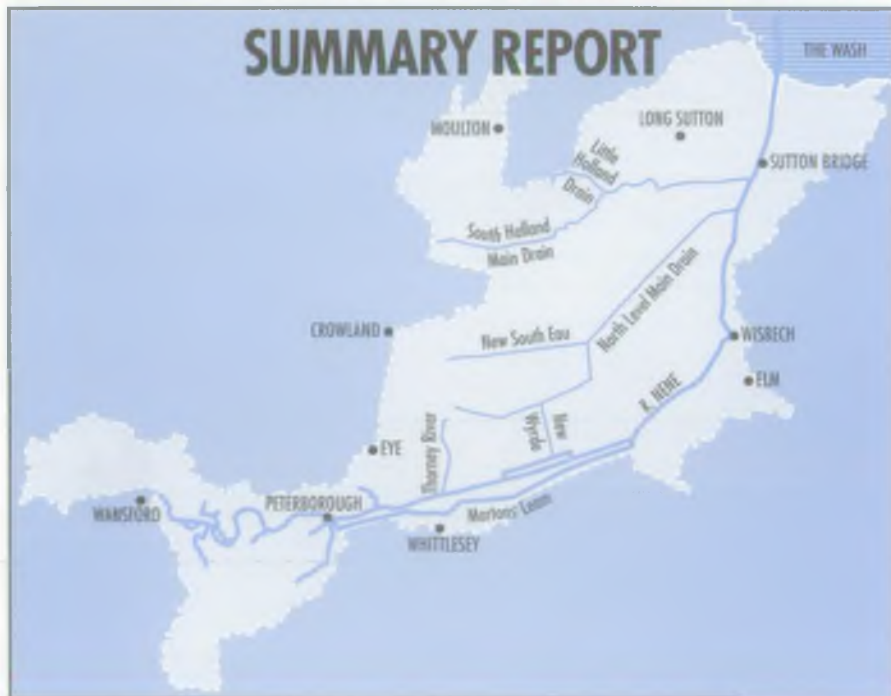 SUMMARY REPORT
THE WASH
MOULTON
LONG SUTTON
Little
Holland
Drain
SUTTON BRIDGE
South Holland
Main Drain
North Level Main Drain
CROWLAND
New South Eau
WISBECH
ELM
R. NENE
Thorney River
New
Wryde
EYE
WANSFORD
PETERBOROUGH
Mortons' Leam
WHITTLESEY